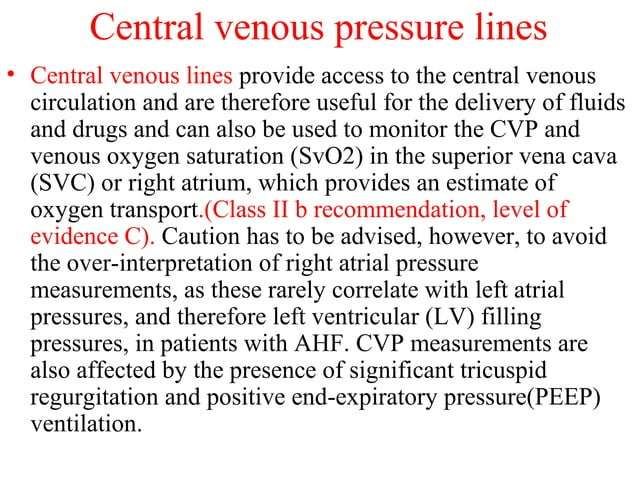 Central venous pressure lines
• Central venous lines provide access to the central venous
circulation and are therefore useful for the delivery of fluids
and drugs and can also be used to monitor the CVP and
venous oxygen saturation (SvO2) in the superior vena cava
(SVC) or right atrium, which provides an estimate of
oxygen transport.(Class II b recommendation, level of
evidence C). Caution has to be advised, however, to avoid
the over-interpretation of right atrial pressure
measurements, as these rarely correlate with left atrial
pressures, and therefore left ventricular (LV) filling
pressures, in patients with AHF. CVP measurements are
also affected by the presence of significant tricuspid
regurgitation and positive end-expiratory pressure(PEEP)
ventilation.